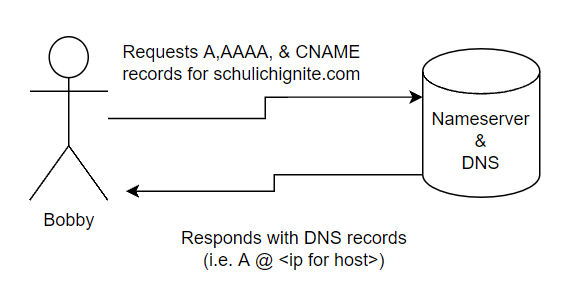 Requests A,AAAA, & CNAME
records for schulichignite.com
Nameserver
&
DNS
Bobby
Responds with DNS records
(i.e. A @ <ip for host>)